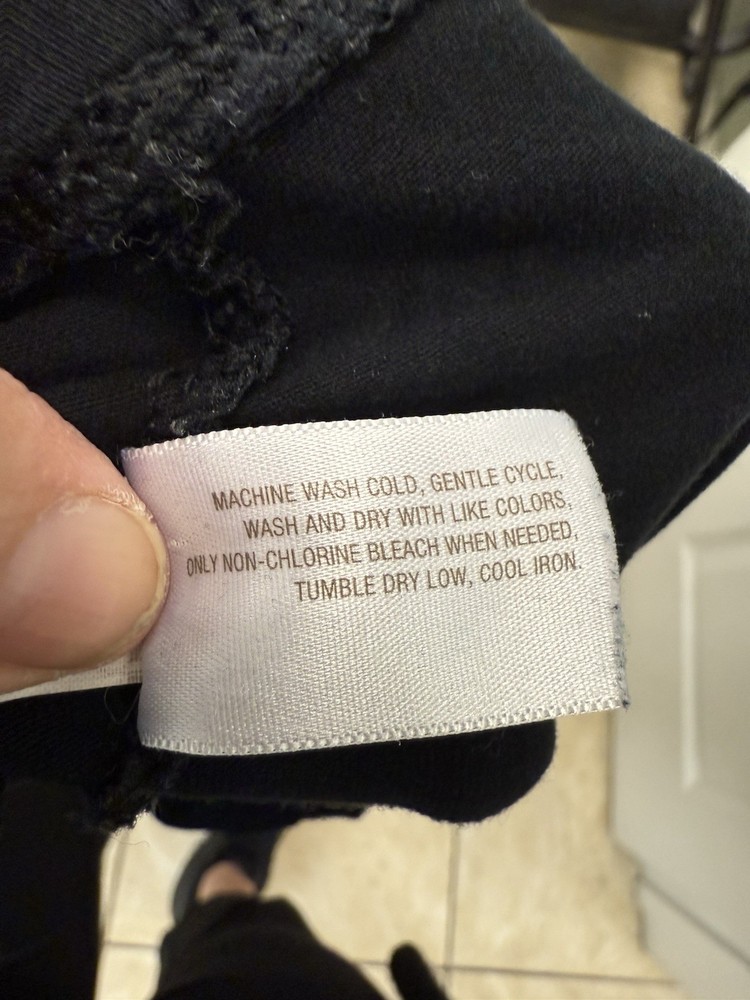 MACHINE WASH COLD, GENTLE CYCLE,
WASH AND DRY WITH LIKE COLORS,
ONLY NON-CHLORINE BLEACH WHEN NEEDED,
TUMBLE DRY LOW, COOL IRON.